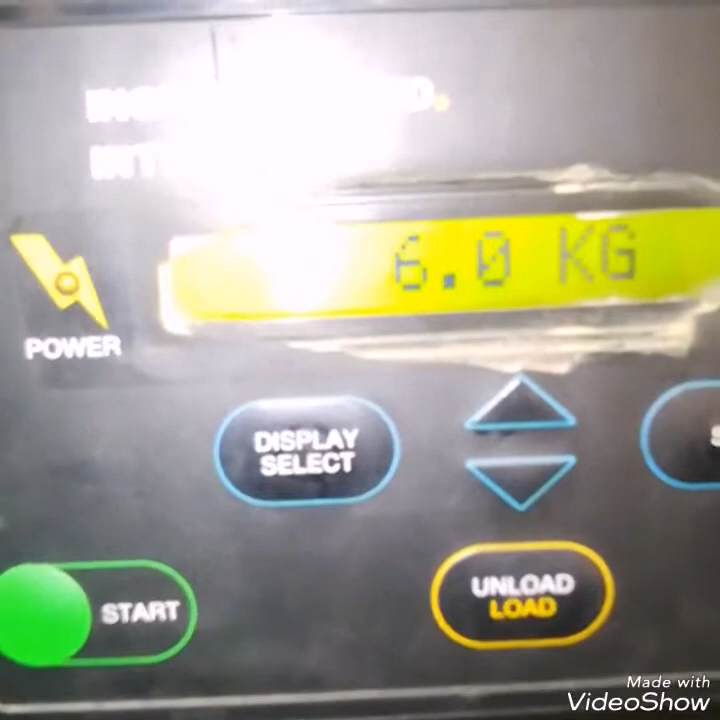 6.0 KG
POWER
DISPLAY
SELECT
START
UNLOAD
LOAD
Made with
VideoShow